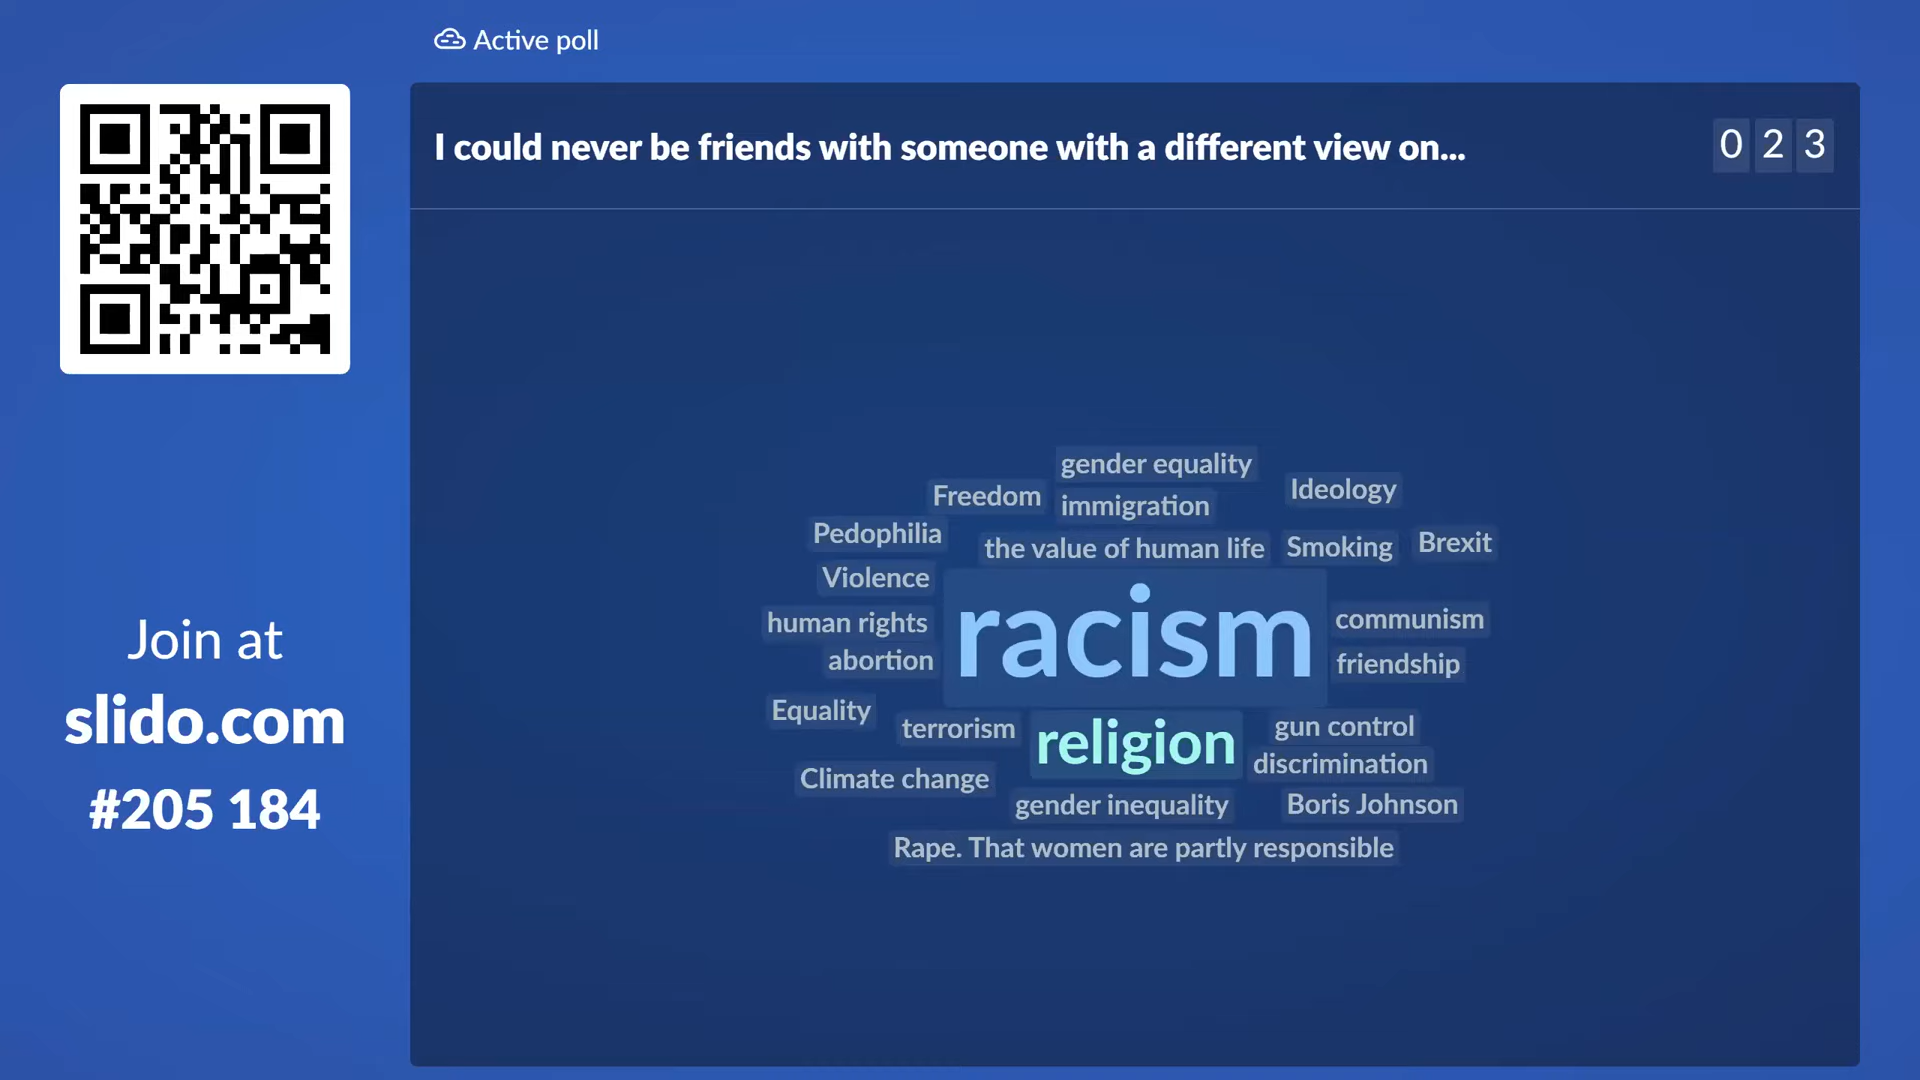 Active poll
I could never be friends with someone with a different view on...
0 2 3
gender equality
Freedom
immigration
Ideology
Pedophilia
the value of human life
Smoking
Brexit
Violence
human rights
racism
communism
abortion
friendship
Equality
terrorism
religion
gun control
discrimination
Climate change
gender inequality
Boris Johnson
Rape. That women are partly responsible
Join at
slido.com
#205 184